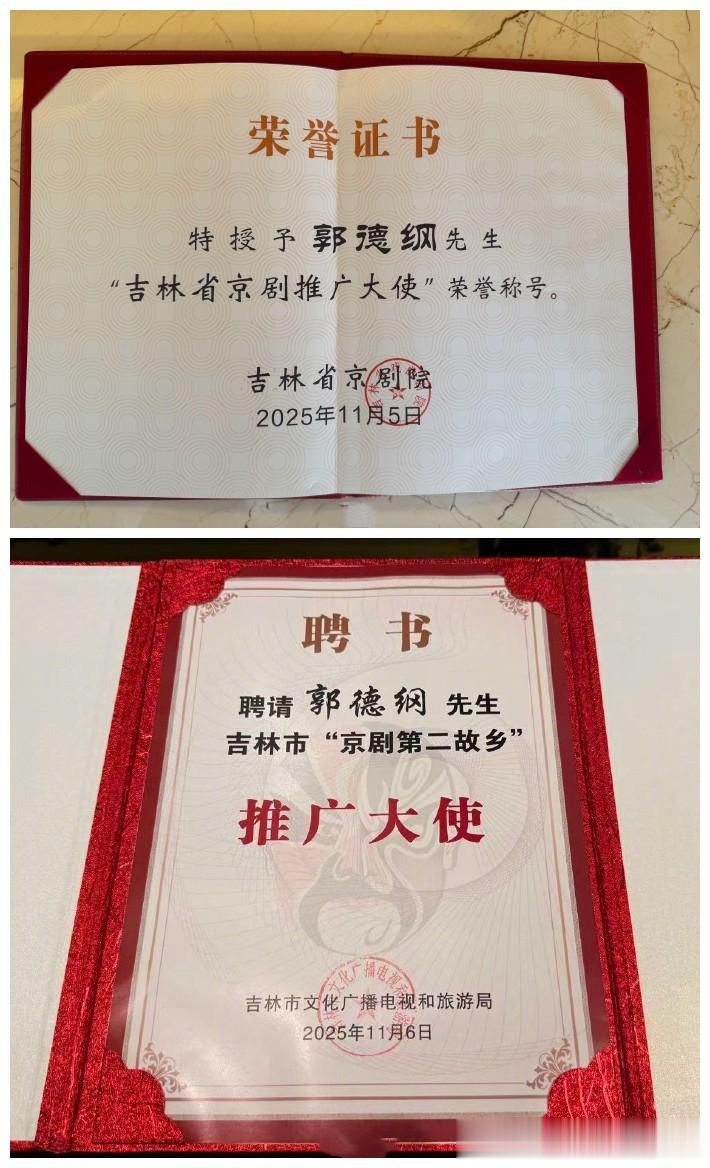 荣誉证书
特授予郭德纲先生
“吉林省京剧推广大使”荣誉称号。
吉林省京剧院
2025年11月5日
聘书
聘请 郭德纲 先生
吉林市“京剧第二故乡”
推广大使
吉林市文化广播电视和旅游局
2025年11月6日